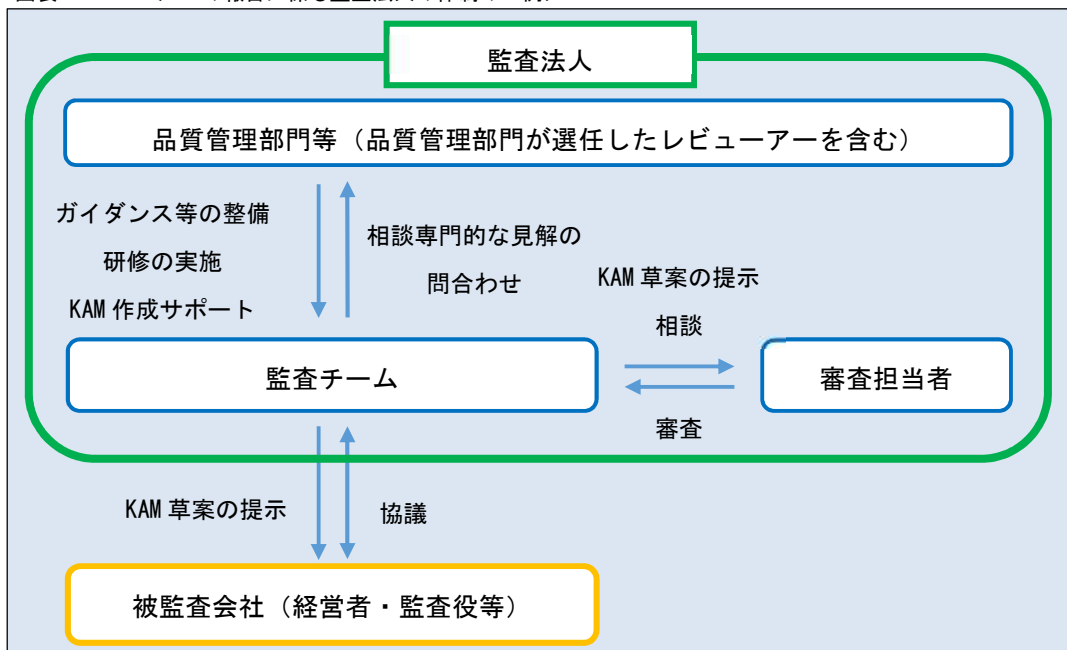 監査法人
品質管理部門等（品質管理部門が選任したレビューアーを含む）
ガイダンス等の整備
研修の実施
KAM 作成サポート
相談専門的な見解の
問合わせ
KAM 草案の提示
相談
監査チーム
審査担当者
審査
KAM 草案の提示
協議
被監査会社（経営者・監査役等）